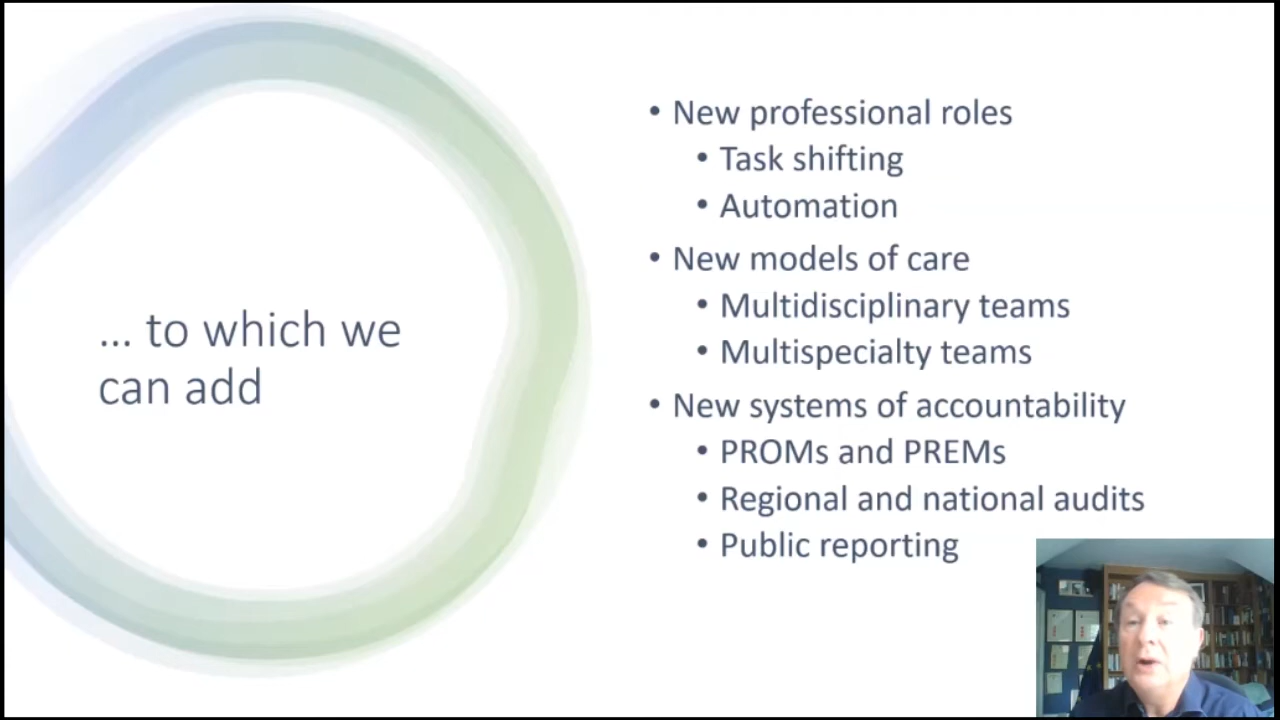 ... to which we
can add
• New professional roles
• Task shifting
• Automation
• New models of care
• Multidisciplinary teams
• Multispecialty teams
• New systems of accountability
• PROMs and PREMs
• Regional and national audits
• Public reporting